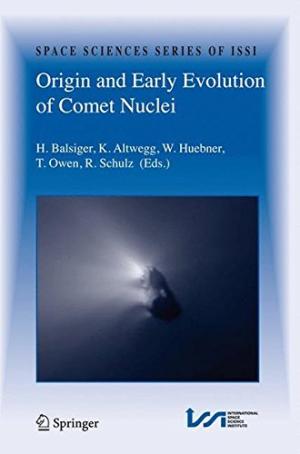 SPACE SCIENCES SERIES OF ISSI
Origin and Early Evolution
of Comet Nuclei
H. Balsiger, K. Altwegg, W. Huebner,
T. Owen, R. Schulz (Eds.)
Springer
ISSI
INTERNATIONAL
SPACE
SCIENCE
INSTITUTE